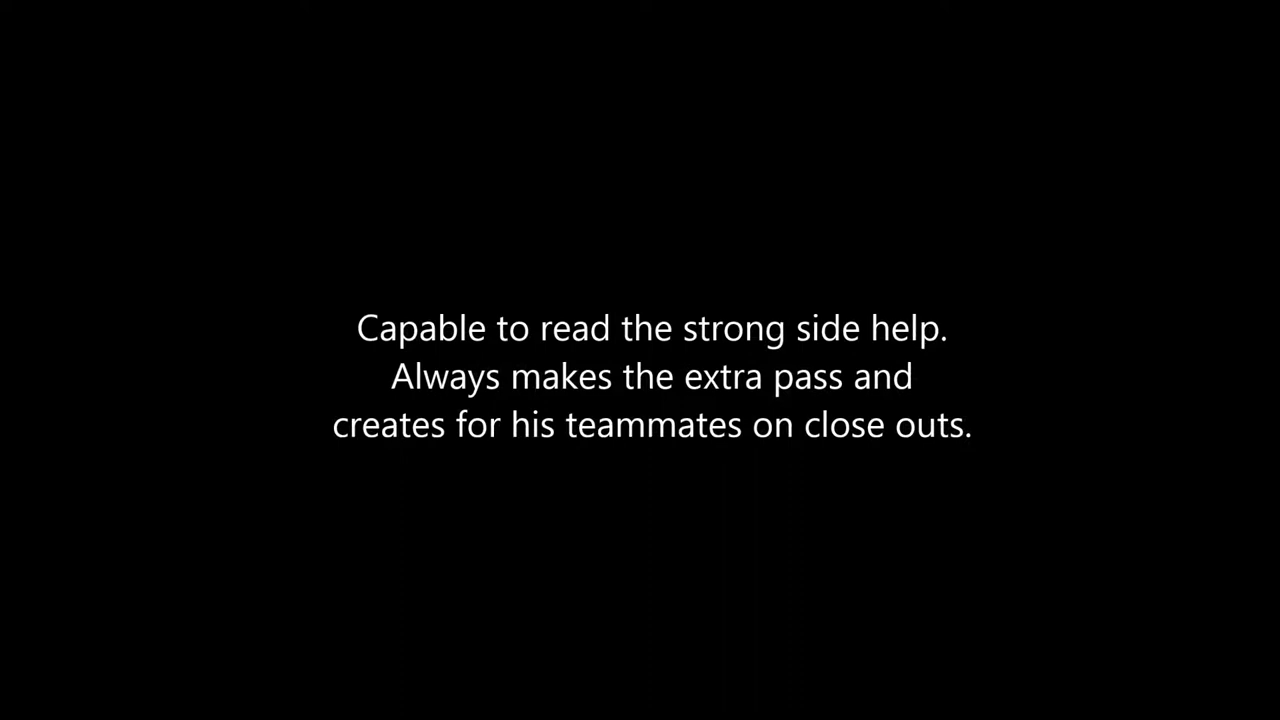 Capable to read the strong side help.
Always makes the extra pass and
creates for his teammates on close outs.